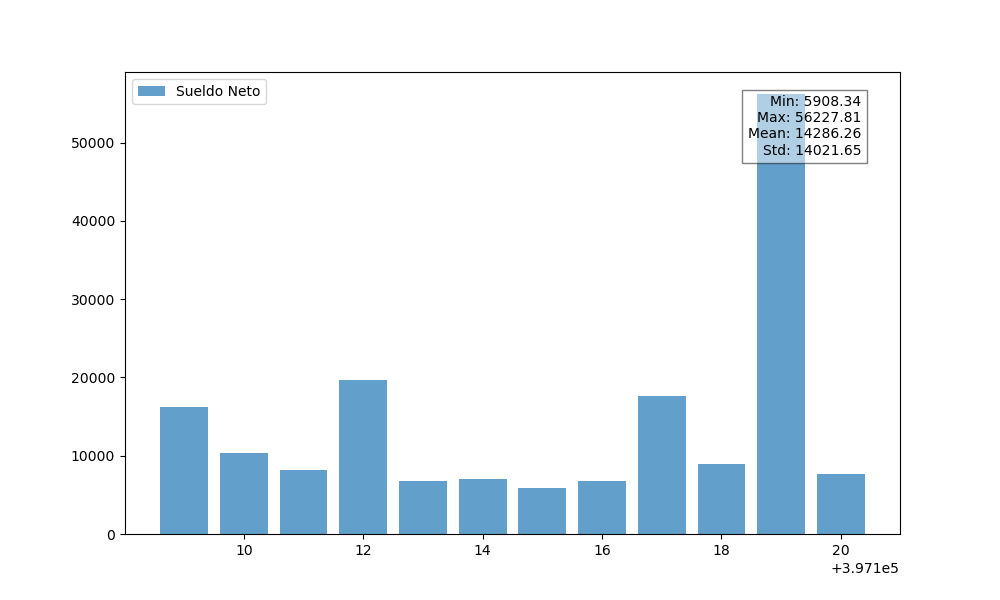 Sueldo Neto
Min: 5908.34
Max: 56227.81
Mean: 14286.26
Std: 14021.65
50000
40000
30000
20000
10000
0
10 12 14 16 18 20
+3.971e5